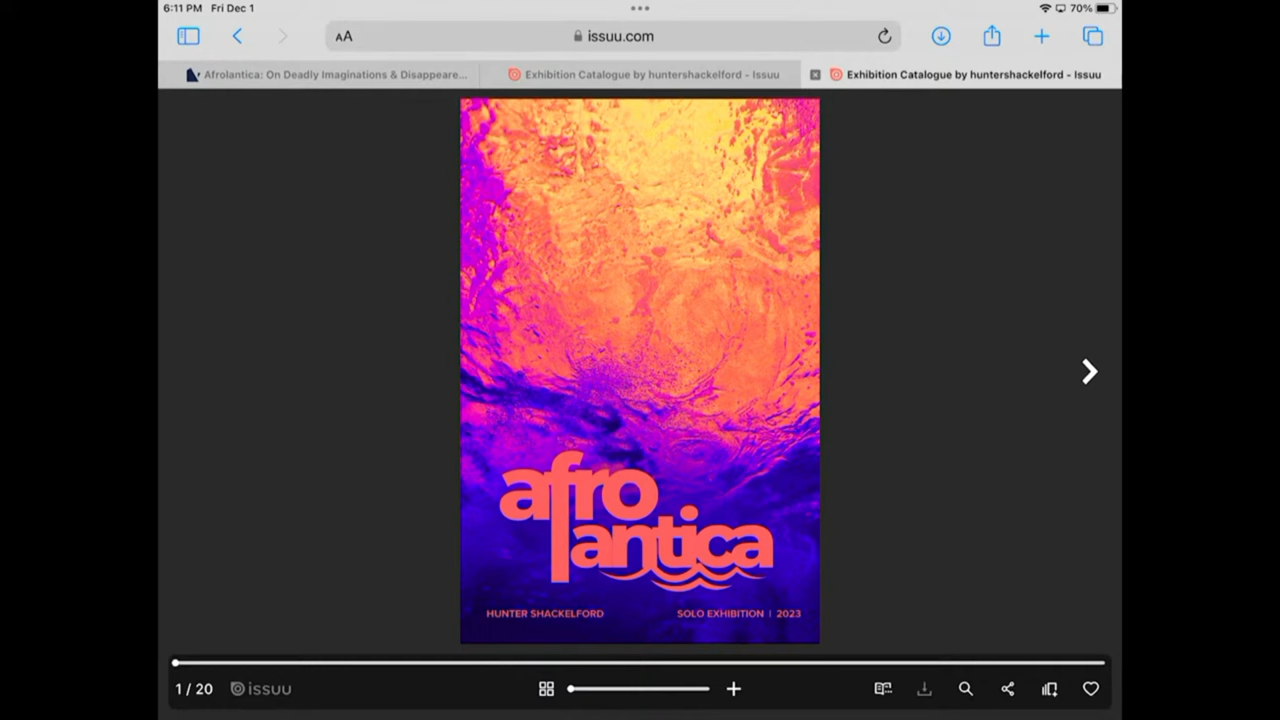 6:11 PM Fri Dec 1
70%
AA
issuu.com
Afrolantica: On Deadly Imaginations & Disappeare...
Exhibition Catalogue by huntershackelford - Issuu
Exhibition Catalogue by huntershackelford - Issuu
afro
lantica
HUNTER SHACKELFORD
SOLO EXHIBITION | 2023
1 / 20
issuu